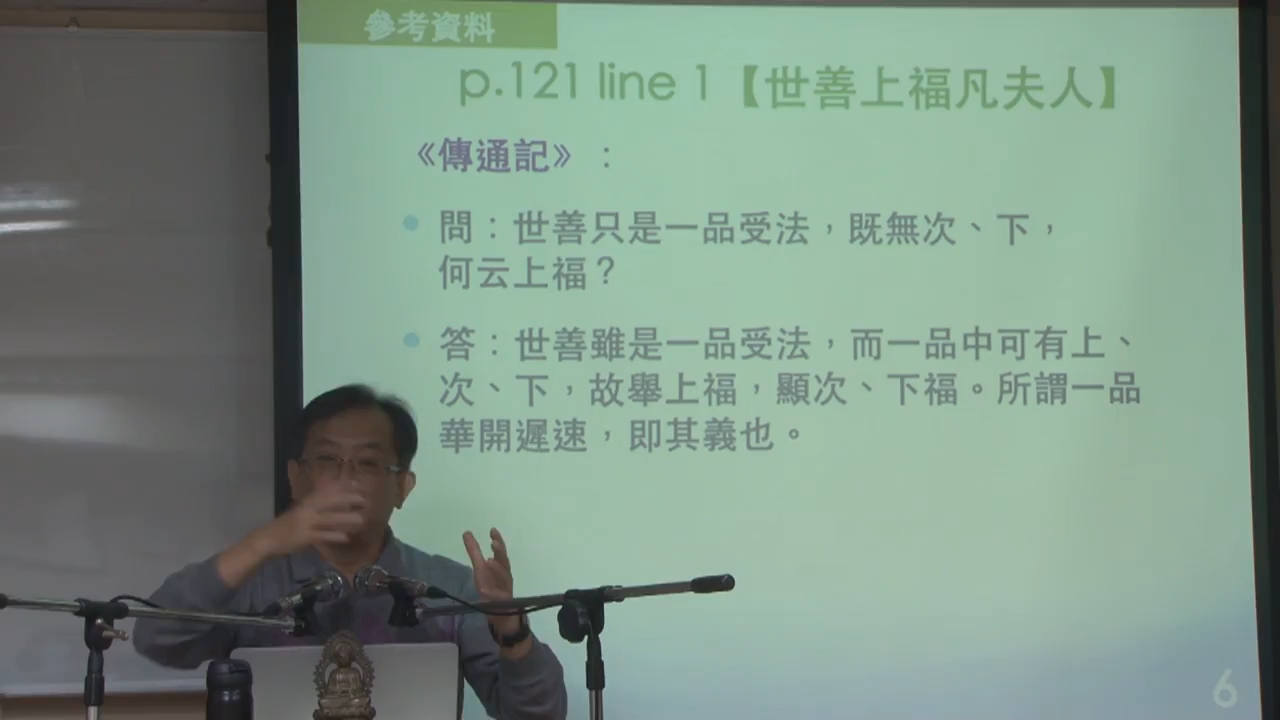 參考資料
p.121 line 1【世善上福凡夫人】
《傳通記》：
問：世善只是一品受法，既無次、下，
何云上福？
答：世善雖是一品受法，而一品中可有上、
次、下，故舉上福，顯次、下福。所謂一品
華開遲速，即其義也。
6